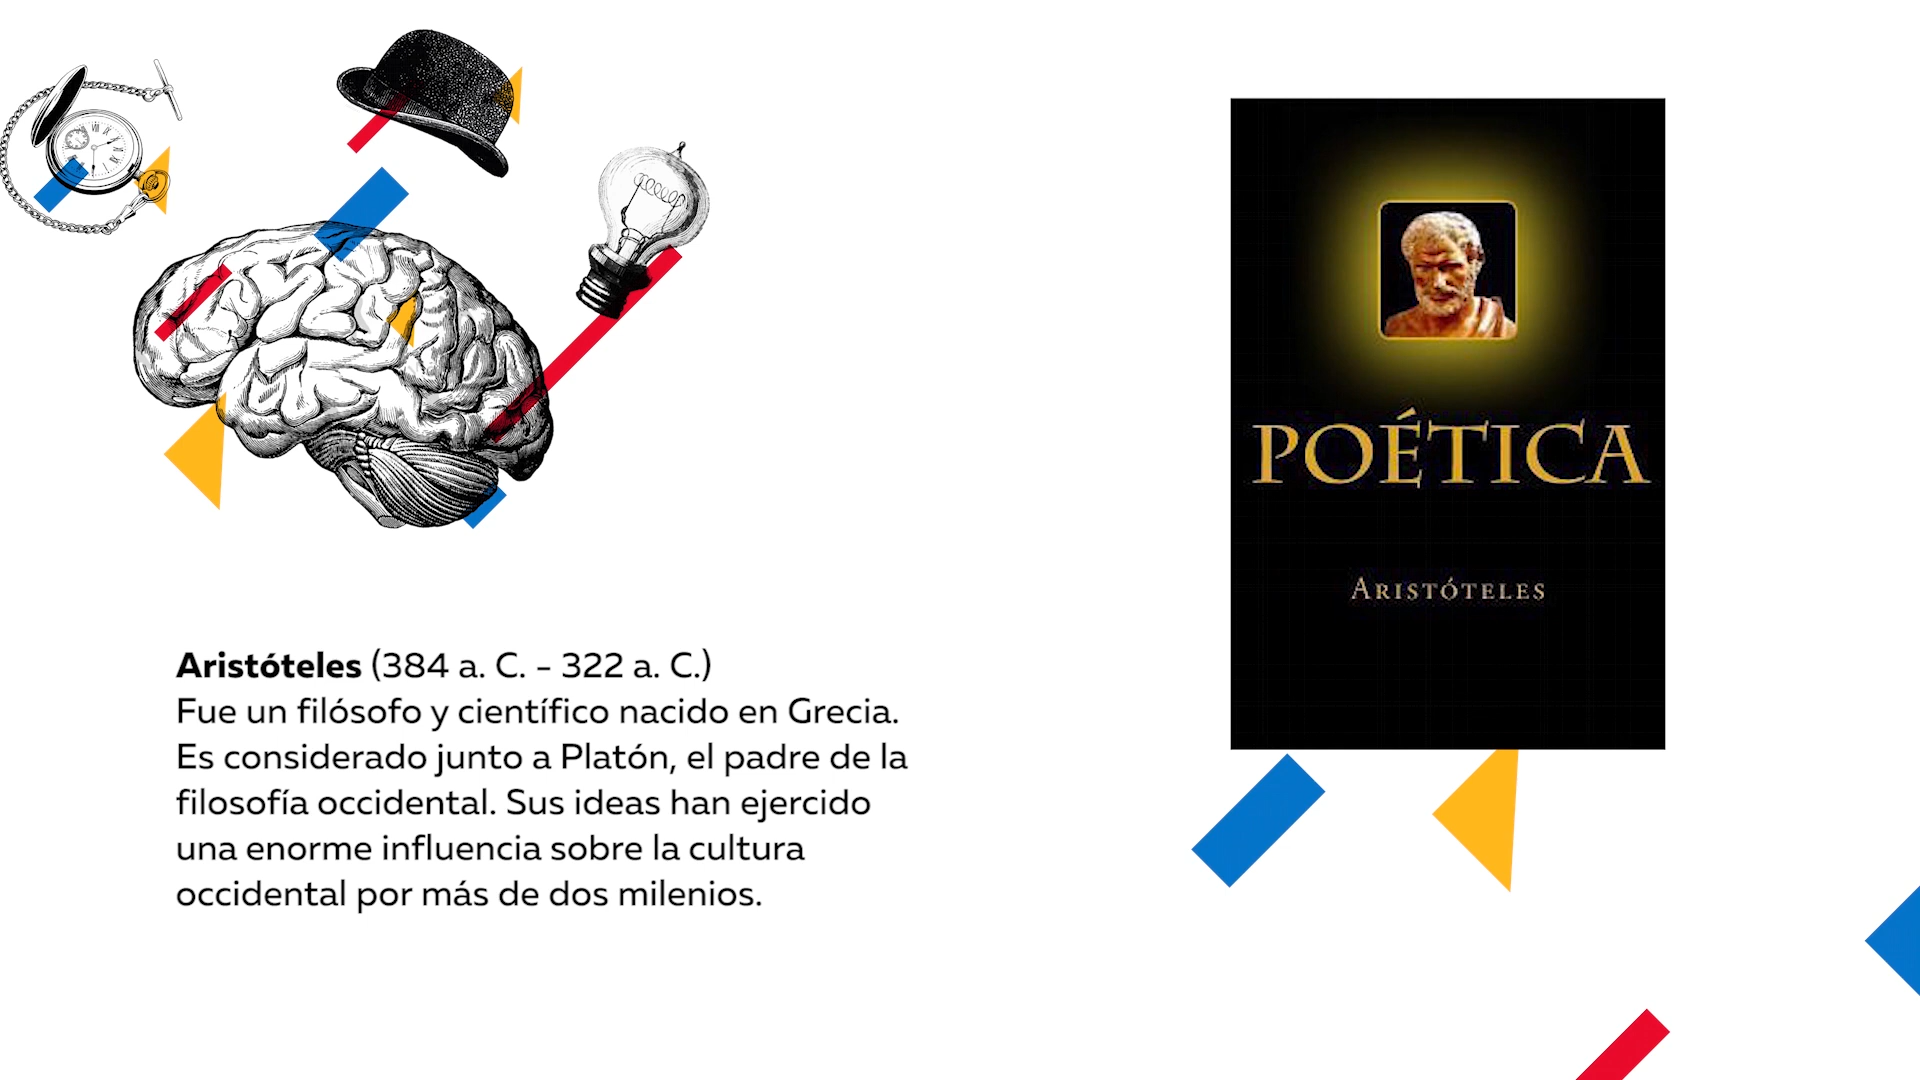 Aristóteles (384 a. C. - 322 a. C.)
Fue un filósofo y científico nacido en Grecia.
Es considerado junto a Platón, el padre de la
filosofía occidental. Sus ideas han ejercido
una enorme influencia sobre la cultura
occidental por más de dos milenios.
POÉTICA
ARISTÓTELES